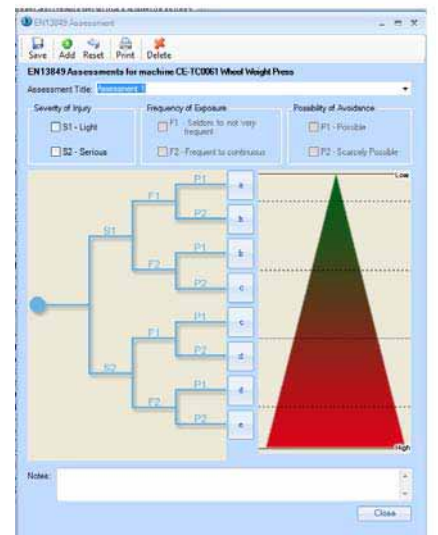 EN13849 Assessment
Save Add Reset Print Delete
EN13849 Assessments for machine CE-TC0061 Wheel Weight Press
Assessment Title: Assessment 1
Severity of Injury
Frequency of Exposure
Possibility of Avoidance
S1 - Light
F1 - Seldom to not very
frequent
P1 - Possible
S2 - Serious
F2 - Frequent to continuous
P2 - Scarcely Possible
Low
P1
a
F1
P2
b
S1
P1
b
F2
P2
c
P1
c
F1
P2
d
S2
P1
d
F2
P2
e
High
Notes:
Close